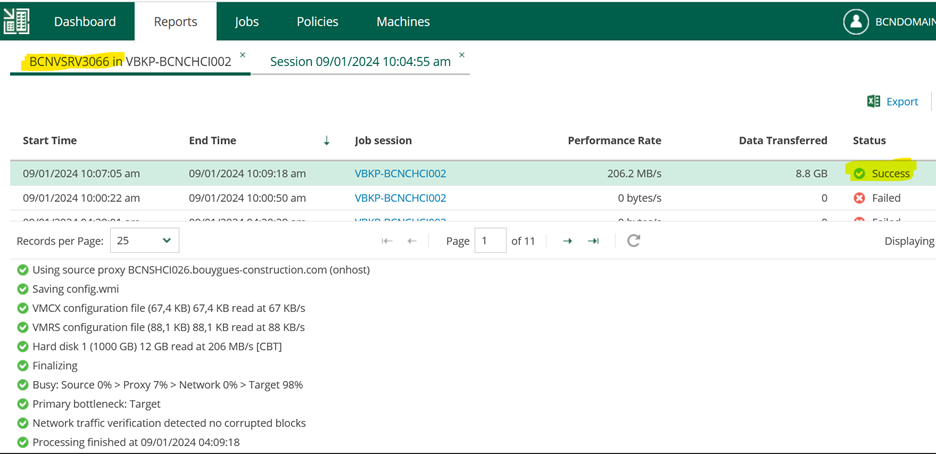 Dashboard Reports Jobs Policies Machines BCNDOMAIN
BCNVSRV3066 in VBKP-BCNCHCI002 × Session 09/01/2024 10:04:55 am ×
Export
Start Time End Time ↓ Job session Performance Rate Data Transferred Status
09/01/2024 10:07:05 am 09/01/2024 10:09:18 am VBKP-BCNCHCI002 206.2 MB/s 8.8 GB Success
09/01/2024 10:00:22 am 09/01/2024 10:00:50 am VBKP-BCNCHCI002 0 bytes/s 0 Failed
Records per Page: 25 Page 1 of 11 Displaying
Using source proxy BCNSHCI026.bouygues-construction.com (onhost)
Saving config.wmi
VMCX configuration file (67,4 KB) 67,4 KB read at 67 KB/s
VMRS configuration file (88,1 KB) 88,1 KB read at 88 KB/s
Hard disk 1 (1000 GB) 12 GB read at 206 MB/s [CBT]
Finalizing
Busy: Source 0% > Proxy 7% > Network 0% > Target 98%
Primary bottleneck: Target
Network traffic verification detected no corrupted blocks
Processing finished at 09/01/2024 04:09:18